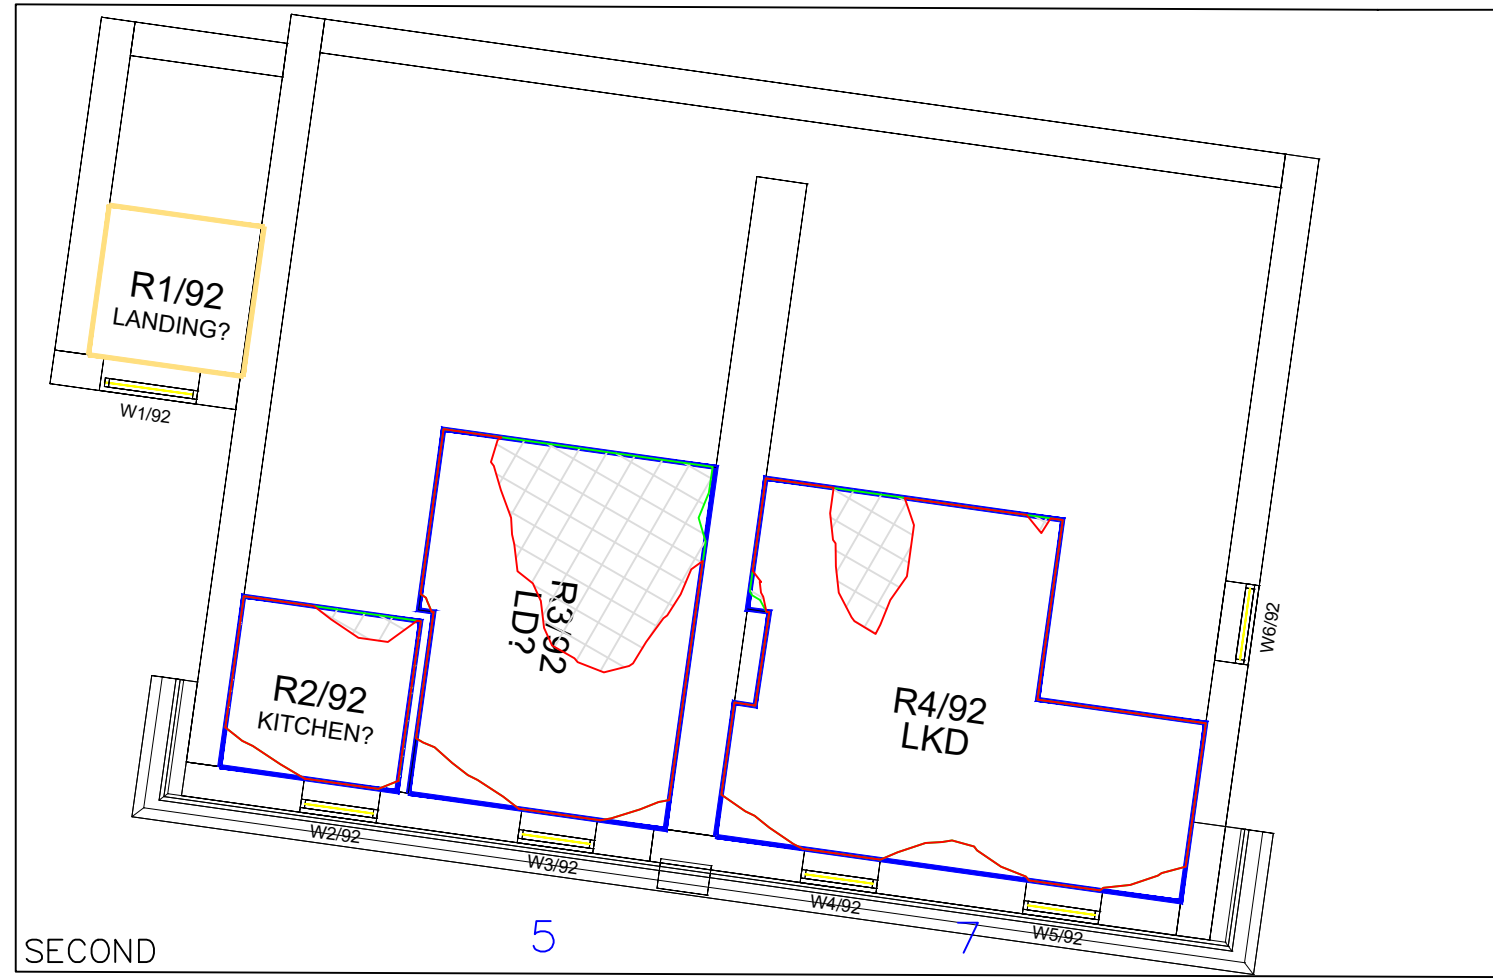 R1/92
LANDING?
W1/92
R3/92
LD?
W6/92
R2/92
KITCHEN?
R4/92
LKD
W2/92
W3/92
W4/92
W5/92
5
7
SECOND